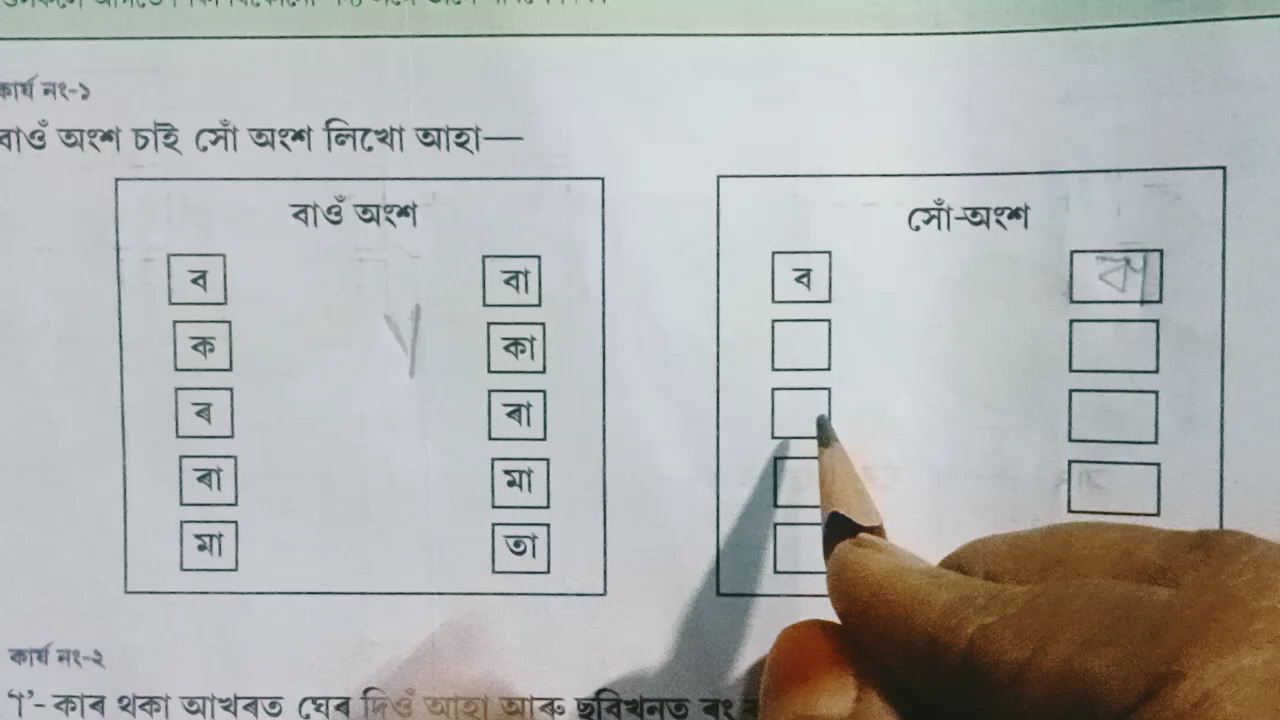 কাৰ্য নং-১
বাওঁ অংশ চাই সোঁ অংশ লিখো আহা—
বাওঁ অংশ
সোঁ-অংশ
ব বা ব
ক কা
ৰ ৰা
ৰা মা
মা তা
কাৰ্য নং-২
'া'- কাৰ থকা আখৰত ঘেৰ দিওঁ আহা আৰু ছবিখনত ৰং